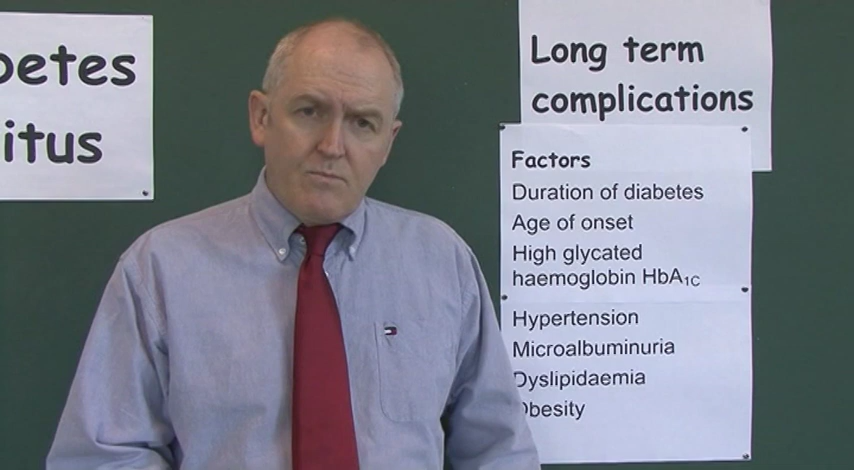 betes
itus
Long term
complications
Factors
Duration of diabetes
Age of onset
High glycated
haemoglobin HbA1C
Hypertension
Microalbuminuria
Dyslipidaemia
Obesity